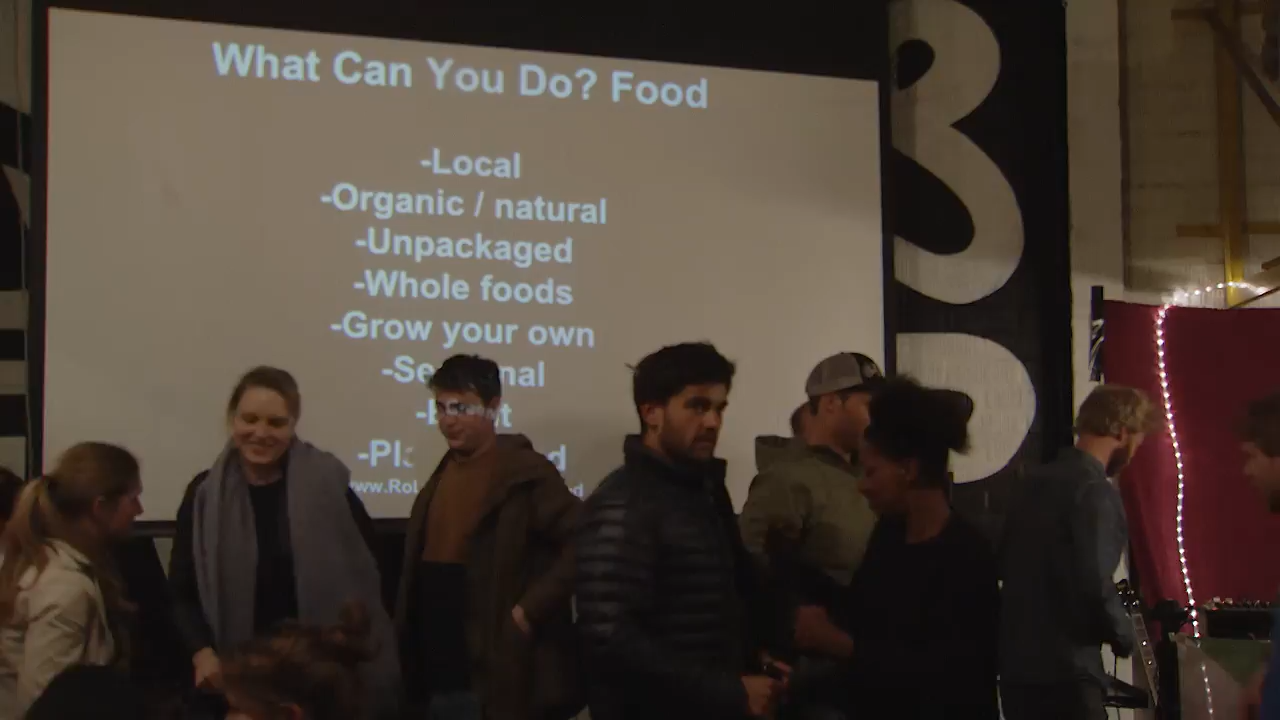 What Can You Do? Food
-Local
-Organic / natural
-Unpackaged
-Whole foods
-Grow your own